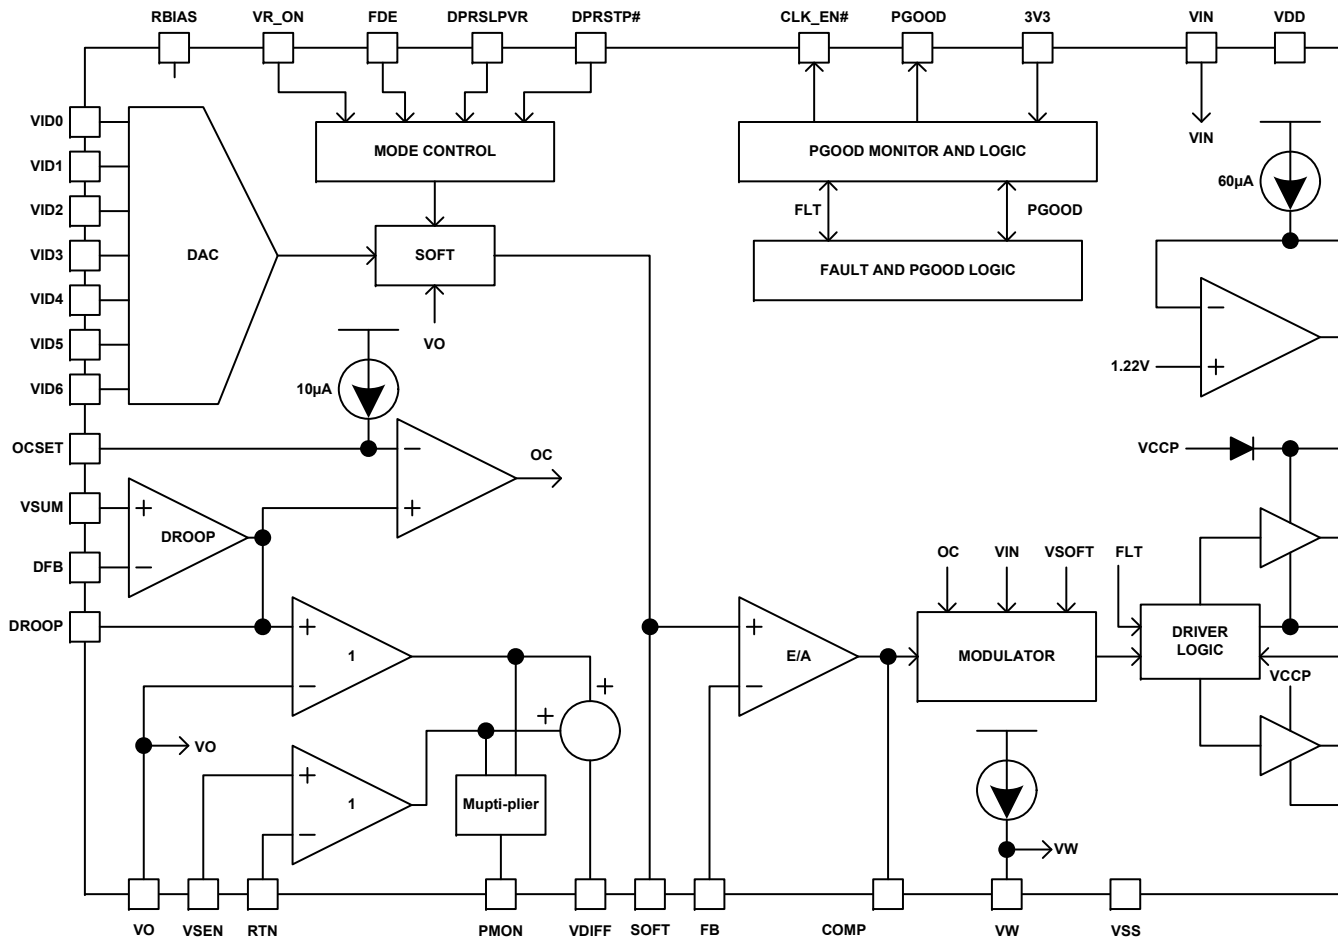 RBIAS
VR_ON
FDE
DPRSLPVR
DPRSTP#
CLK_EN#
PGOOD
3V3
VIN
VDD
VID0
VID1
VID2
VID3
VID4
VID5
VID6
DAC
MODE CONTROL
SOFT
VO
PGOOD MONITOR AND LOGIC
FLT
PGOOD
FAULT AND PGOOD LOGIC
VIN
60µA
−
+
1.22V
10µA
OCSET
−
+
OC
VSUM
DFB
+
−
DROOP
DROOP
+
−
1
VO
+
−
1
+
+
Mupti-plier
+
−
E/A
OC
VIN
VSOFT
FLT
MODULATOR
DRIVER
LOGIC
VCCP
VCCP
VW
VO
VSEN
RTN
PMON
VDIFF
SOFT
FB
COMP
VW
VSS